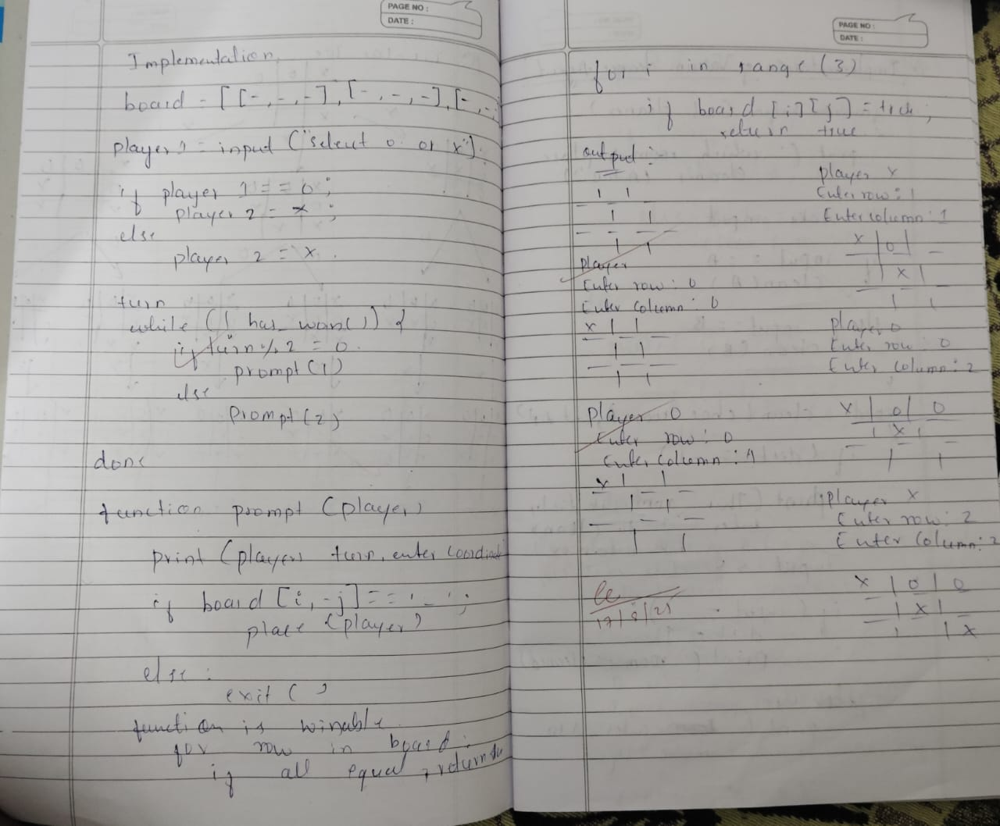 PAGE NO :
DATE :
Implementation
board = [[-, -, -], [-, -, -], [-, -
player 1 = input ("select o or x")
if player 1 == o ;
player 2 = x ;
else
player 2 = x .
turn
while (! has_won()) {
if turn % 2 = 0
prompt (1)
else
prompt (2)
done
function prompt (player)
print (players turn, enter coordinat
if board [i, -j] == '-' ;
place (player)
else :
exit ( )
function is winable
for row in board :
if all equal , return
PAGE NO :
DATE :
for i in range (3)
if board [i][j] = ;
return true
output :
| |
- - -
| |
- - - -
| |
player
Enter row : 0
Enter column : 0
x | |
- - -
| |
- - -
| |
player 0
Enter row : 0
Enter column : 1
x | |
- - -
| |
- - -
| |
17/8/21
player x
Enter row : 1
Enter column : 1
x | 0 | -
| x |
| |
player 0
Enter row : 0
Enter column : 2
x | 0 | 0
- | x | -
| |
player x
Enter row : 2
Enter column : 2
x | 0 | 0
- | x | -
| | x